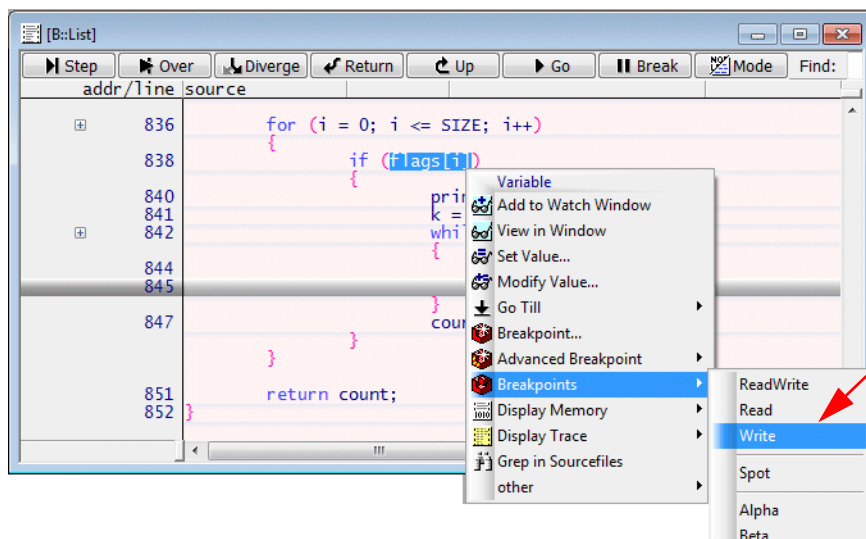 [B::List]
Step Over Diverge Return Up Go Break Mode Find:
addr/line source
836 for (i = 0; i <= SIZE; i++)
{
838 if (flags[i])
{
840
841 k =
842
{
844
845
}
847
}
}
851 return count;
852 }
Variable
Add to Watch Window
View in Window
Set Value...
Modify Value...
Go Till
Breakpoint...
Advanced Breakpoint
Breakpoints
Display Memory
Display Trace
Grep in Sourcefiles
other
ReadWrite
Read
Write
Spot
Alpha
Beta